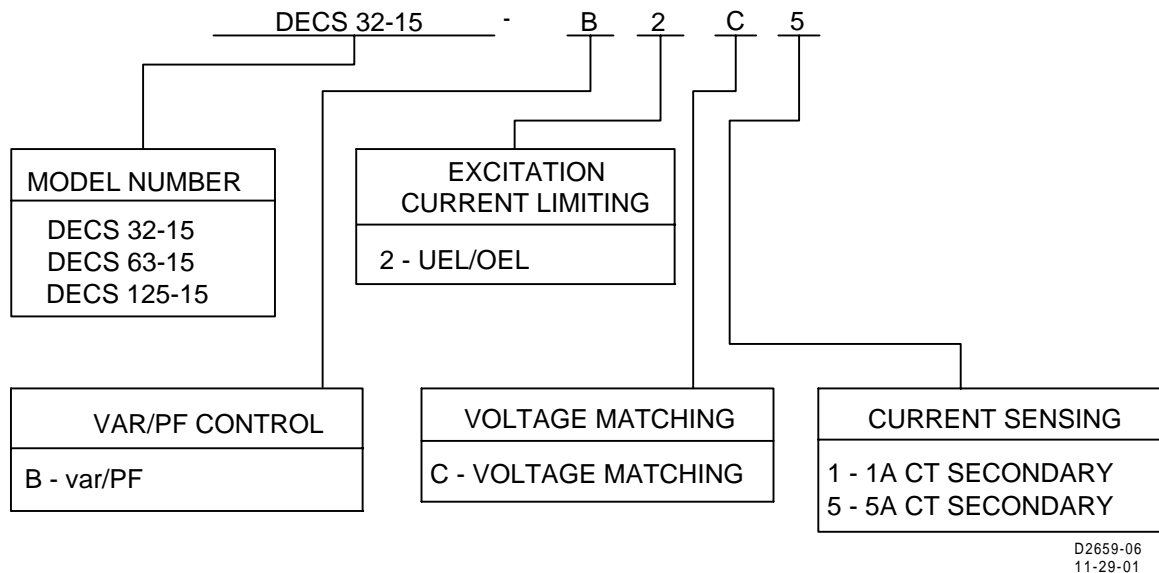 DECS 32-15 - B 2 C 5
MODEL NUMBER
DECS 32-15
DECS 63-15
DECS 125-15
EXCITATION
CURRENT LIMITING
2 - UEL/OEL
VAR/PF CONTROL
B - var/PF
VOLTAGE MATCHING
C - VOLTAGE MATCHING
CURRENT SENSING
1 - 1A CT SECONDARY
5 - 5A CT SECONDARY
D2659-06
11-29-01